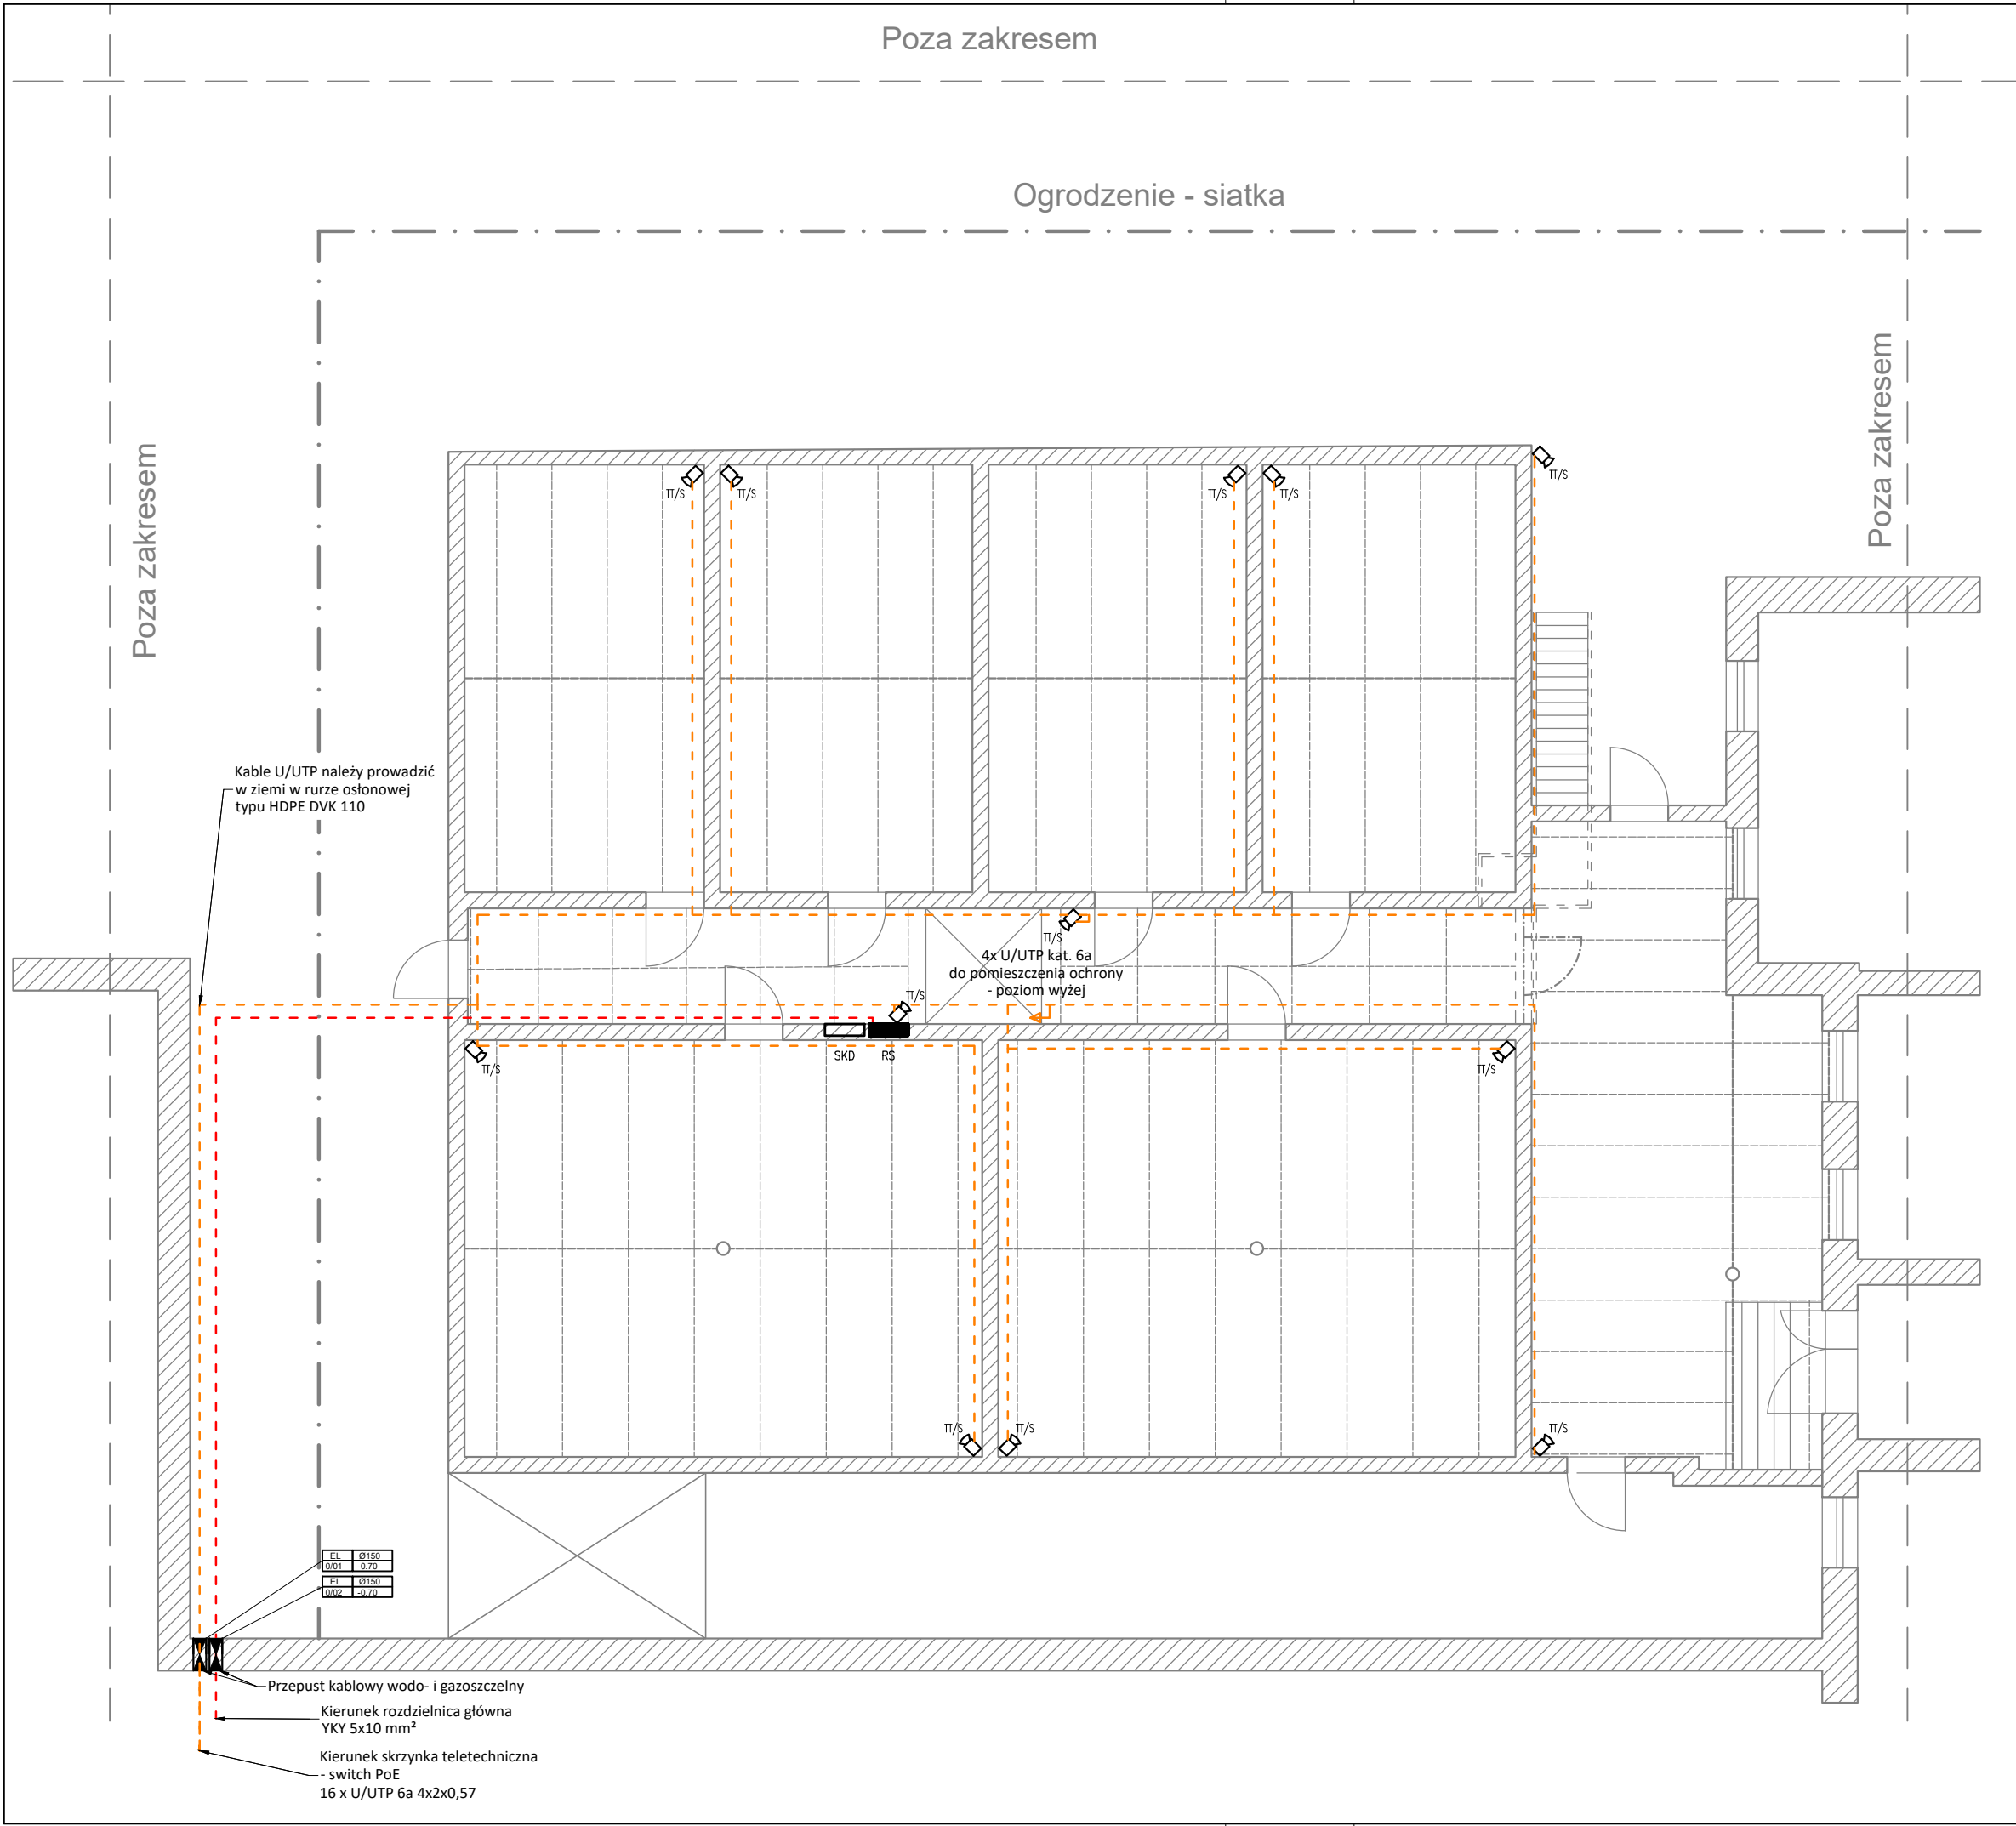 Poza zakresem
Ogrodzenie - siatka
Poza zakresem
Poza zakresem
TT/S
TT/S
TT/S
TT/S
TT/S
Kable U/UTP należy prowadzić
w ziemi w rurze osłonowej
typu HDPE DVK 110
TT/S
4x U/UTP kat. 6a
do pomieszczenia ochrony
- poziom wyżej
TT/S
SKD
RS
TT/S
TT/S
TT/S
TT/S
TT/S
EL Ø150
0/01 -0.70
EL Ø150
0/02 -0.70
Przepust kablowy wodo- i gazoszczelny
Kierunek rozdzielnica główna
YKY 5x10 mm²
Kierunek skrzynka teletechniczna
- switch PoE
16 x U/UTP 6a 4x2x0,57